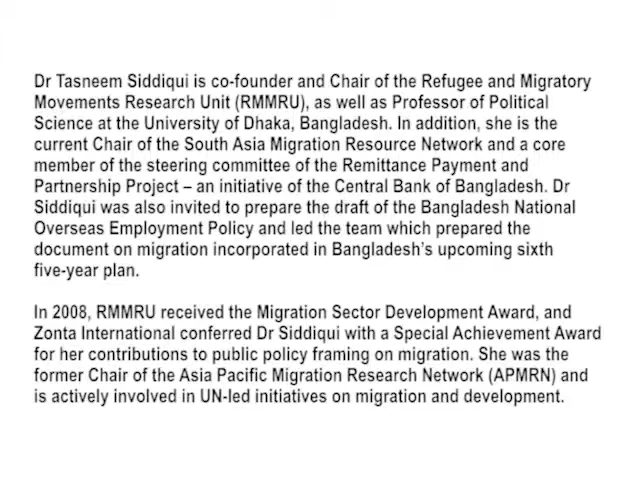 Dr Tasneem Siddiqui is co-founder and Chair of the Refugee and Migratory
Movements Research Unit (RMMRU), as well as Professor of Political
Science at the University of Dhaka, Bangladesh. In addition, she is the
current Chair of the South Asia Migration Resource Network and a core
member of the steering committee of the Remittance Payment and
Partnership Project – an initiative of the Central Bank of Bangladesh. Dr
Siddiqui was also invited to prepare the draft of the Bangladesh National
Overseas Employment Policy and led the team which prepared the
document on migration incorporated in Bangladesh's upcoming sixth
five-year plan.
In 2008, RMMRU received the Migration Sector Development Award, and
Zonta International conferred Dr Siddiqui with a Special Achievement Award
for her contributions to public policy framing on migration. She was the
former Chair of the Asia Pacific Migration Research Network (APMRN) and
is actively involved in UN-led initiatives on migration and development.